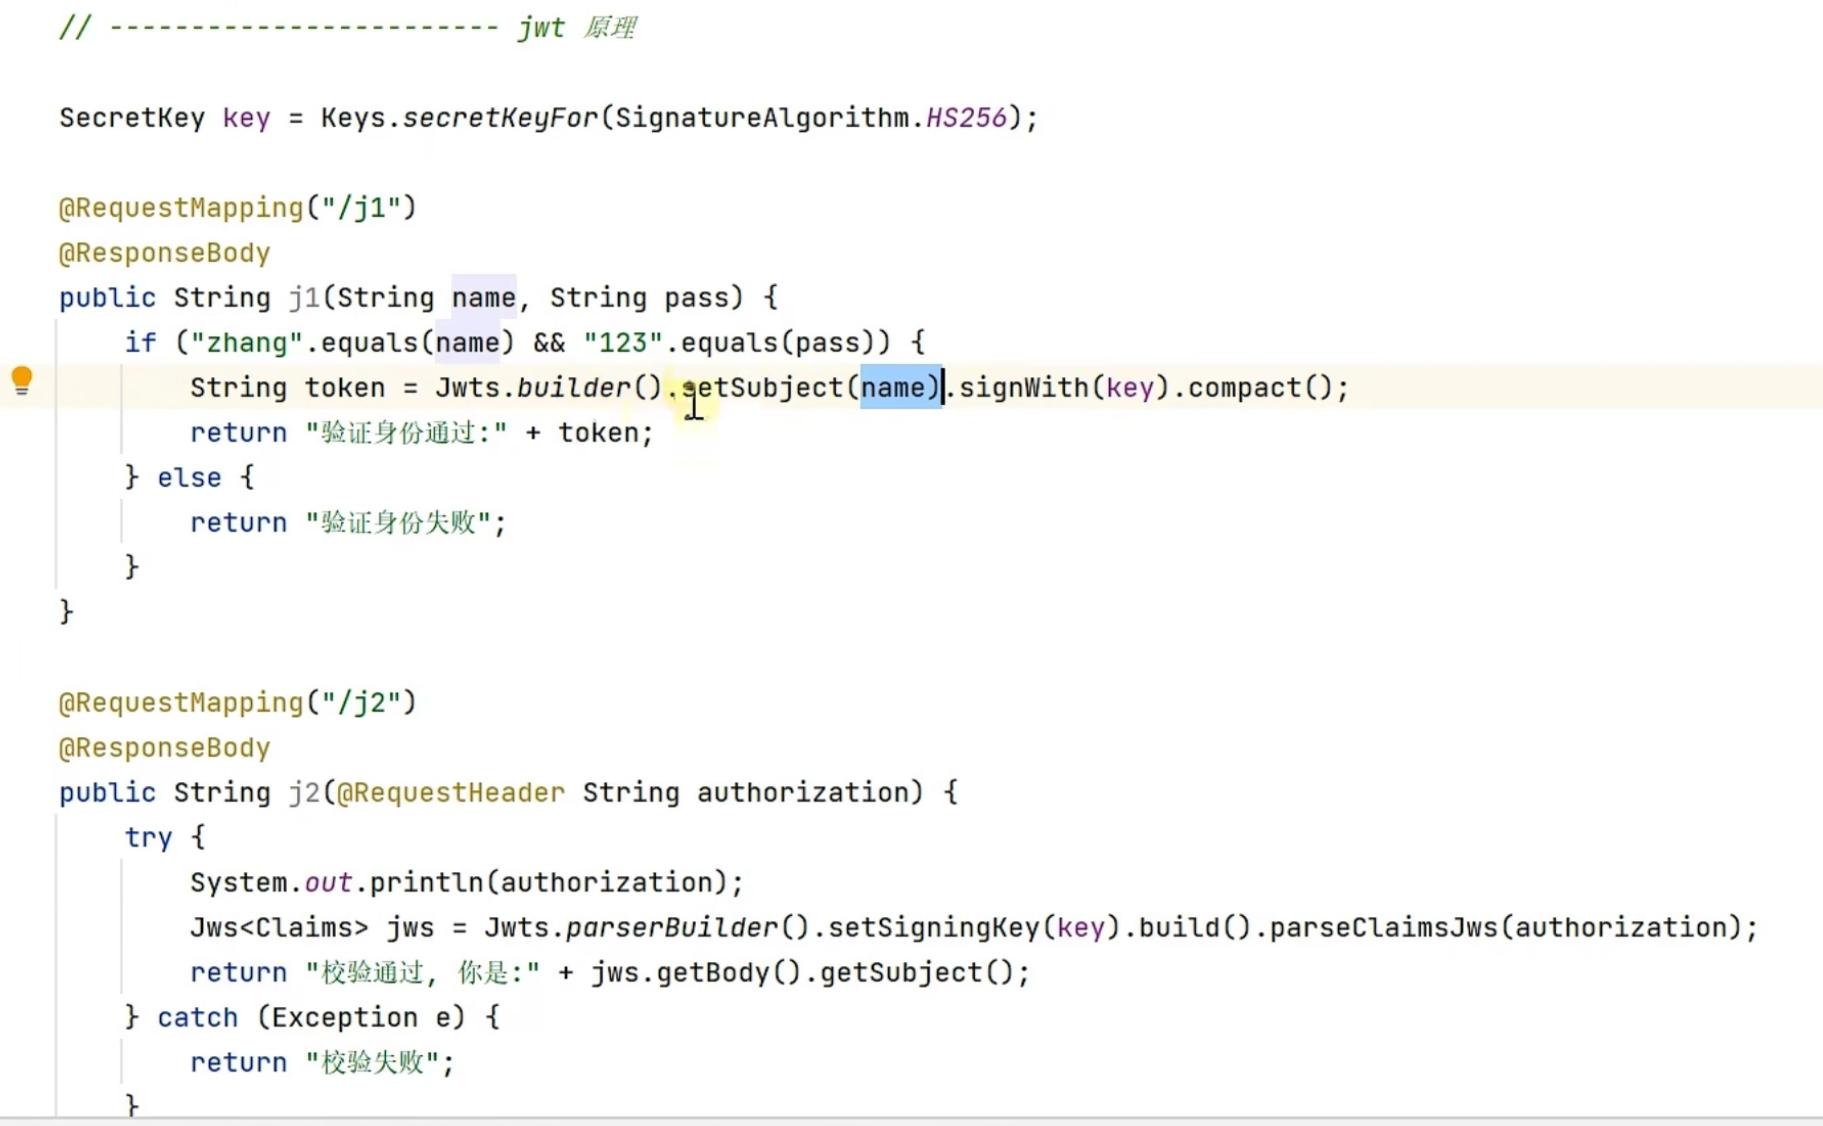 // ------------------------ jwt 原理
SecretKey key = Keys.secretKeyFor(SignatureAlgorithm.HS256);
@RequestMapping("/j1")
@ResponseBody
public String j1(String name, String pass) {
if ("zhang".equals(name) && "123".equals(pass)) {
String token = Jwts.builder().setSubject(name).signWith(key).compact();
return "验证身份通过:" + token;
} else {
return "验证身份失败";
}
}
@RequestMapping("/j2")
@ResponseBody
public String j2(@RequestHeader String authorization) {
try {
System.out.println(authorization);
Jws<Claims> jws = Jwts.parserBuilder().setSigningKey(key).build().parseClaimsJws(authorization);
return "校验通过, 你是:" + jws.getBody().getSubject();
} catch (Exception e) {
return "校验失败";
}